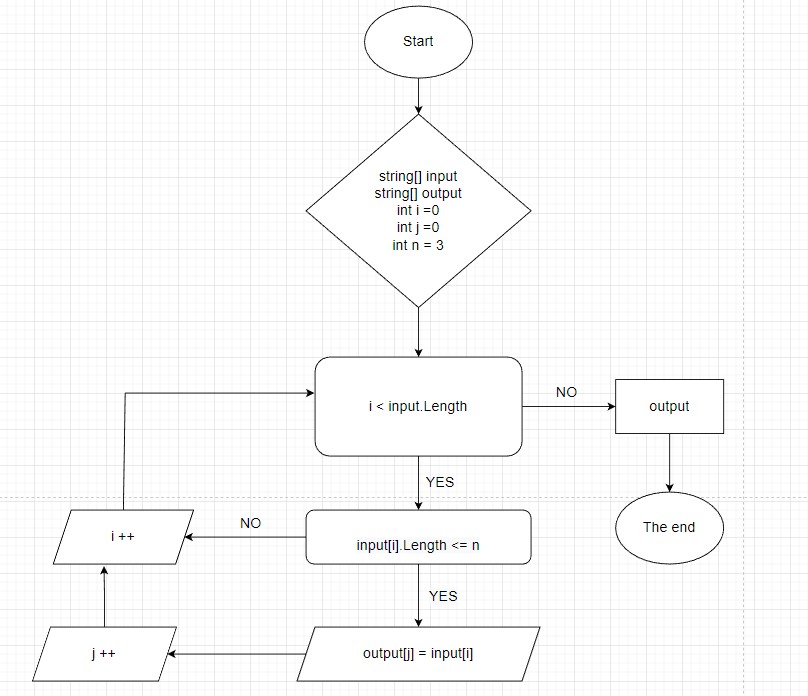 Start
string[] input
string[] output
int i =0
int j =0
int n = 3
i < input.Length
NO
output
YES
The end
i ++
NO
input[i].Length <= n
YES
j ++
output[j] = input[i]